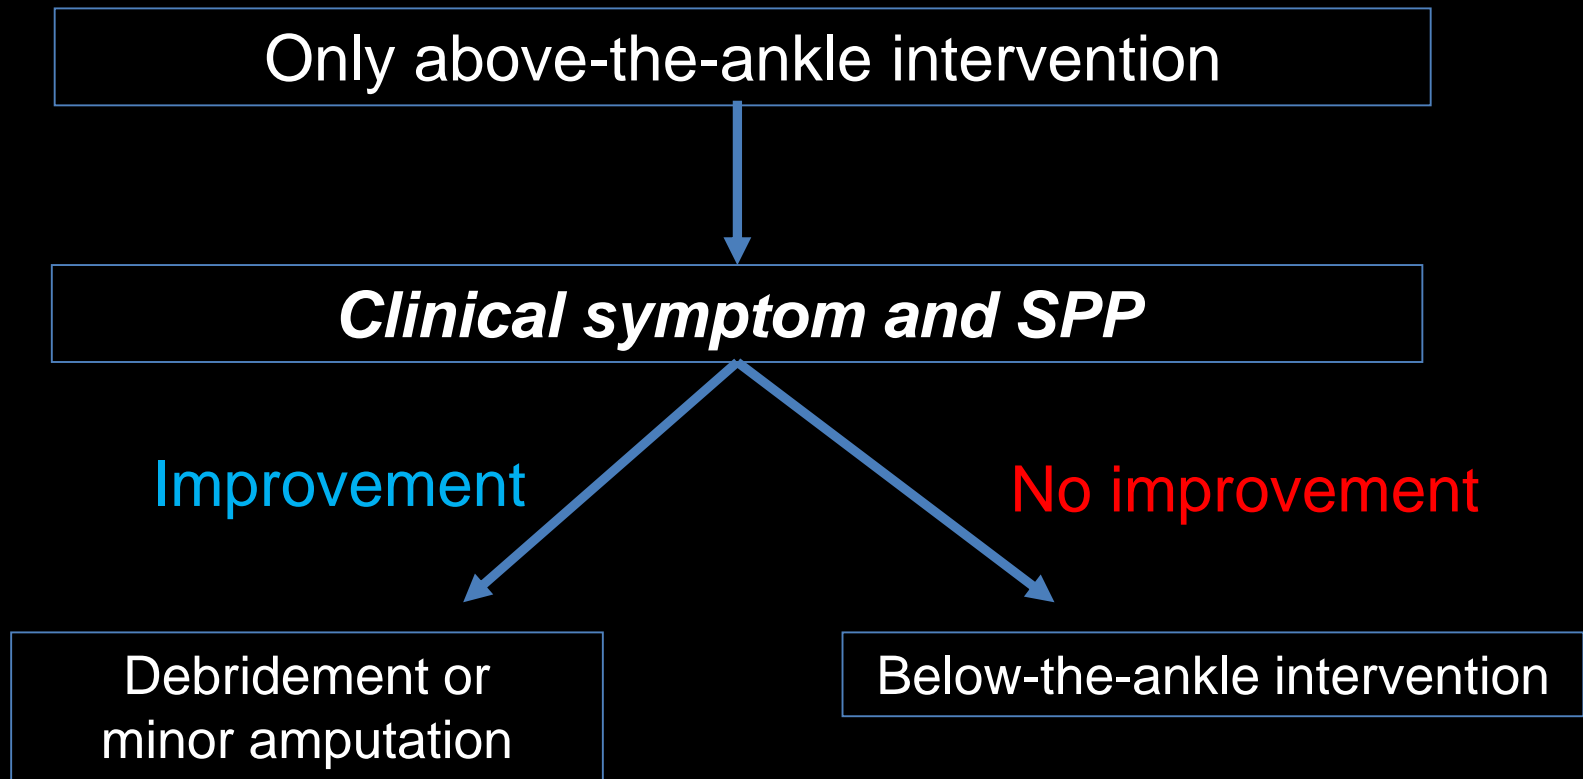 Only above-the-ankle intervention
Clinical symptom and SPP
Improvement
No improvement
Debridement or
minor amputation
Below-the-ankle intervention